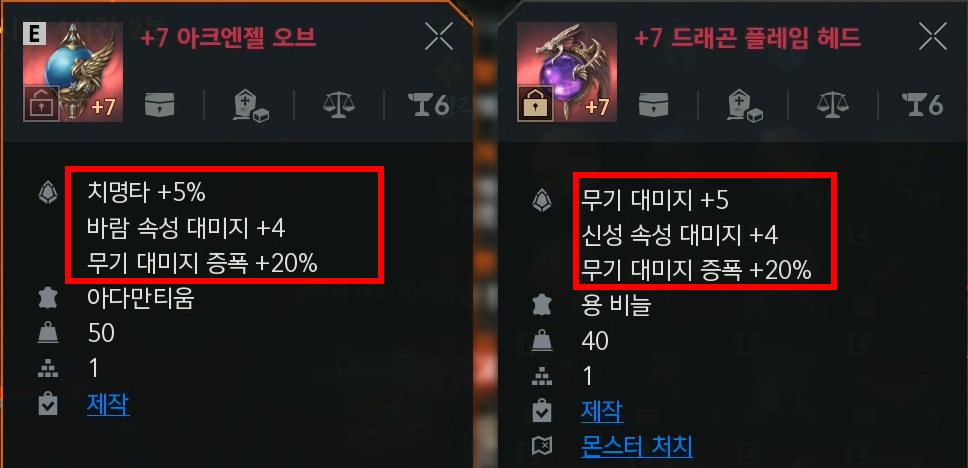 E
+7 아크엔젤 오브
+7
6
치명타 +5%
바람 속성 대미지 +4
무기 대미지 증폭 +20%
아다만티움
50
1
제작
+7 드래곤 플레임 헤드
+7
6
무기 대미지 +5
신성 속성 대미지 +4
무기 대미지 증폭 +20%
용 비늘
40
1
제작
몬스터 처치